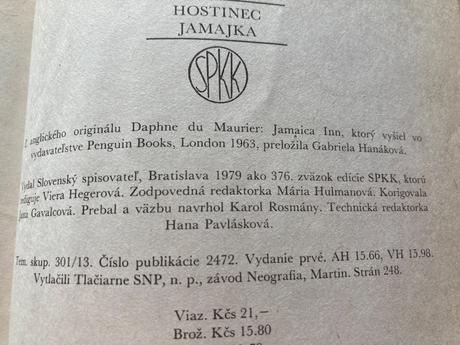 HOSTINEC
JAMAJKA
SPKK
anglického originálu Daphne du Maurier: Jamaica Inn, ktorý vyšiel vo
vydavateľstve Penguin Books, London 1963, preložila Gabriela Hanáková.
Vydal Slovenský spisovateľ, Bratislava 1979 ako 376. zväzok edície SPKK, ktorú
rediguje Viera Hegerová. Zodpovedná redaktorka Mária Hulmanová. Korigovala
Gavalcová. Prebal a väzbu navrhol Karol Rosmány. Technická redaktorka
Hana Pavlásková.
Tem. skup. 301/13. Číslo publikácie 2472. Vydanie prvé. AH 15.66, VH 15.98.
Vytlačili Tlačiarne SNP, n. p., závod Neografia, Martin. Strán 248.
Viaz. Kčs 21,—
Brož. Kčs 15.80